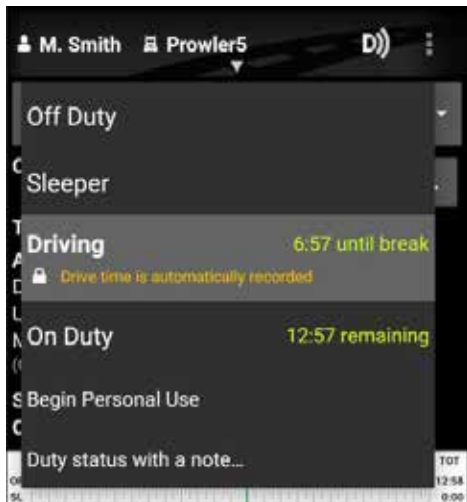 M. Smith Prowler5 D))
Off Duty
Sleeper
Driving 6:57 until break
Drive time is automatically recorded
On Duty 12:57 remaining
Begin Personal Use
Duty status with a note...
TOT
12:58
0:00